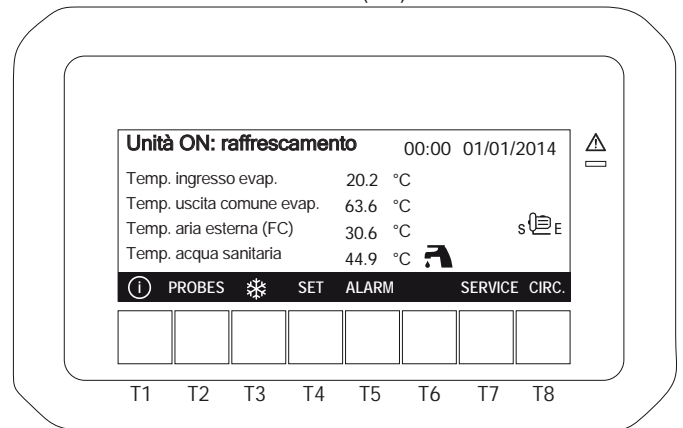 Unità ON: raffrescamento 00:00 01/01/2014
Temp. ingresso evap. 20.2 °C
Temp. uscita comune evap. 63.6 °C
Temp. aria esterna (FC) 30.6 °C
S E
Temp. acqua sanitaria 44.9 °C
i PROBES SET ALARM SERVICE CIRC.
T1 T2 T3 T4 T5 T6 T7 T8